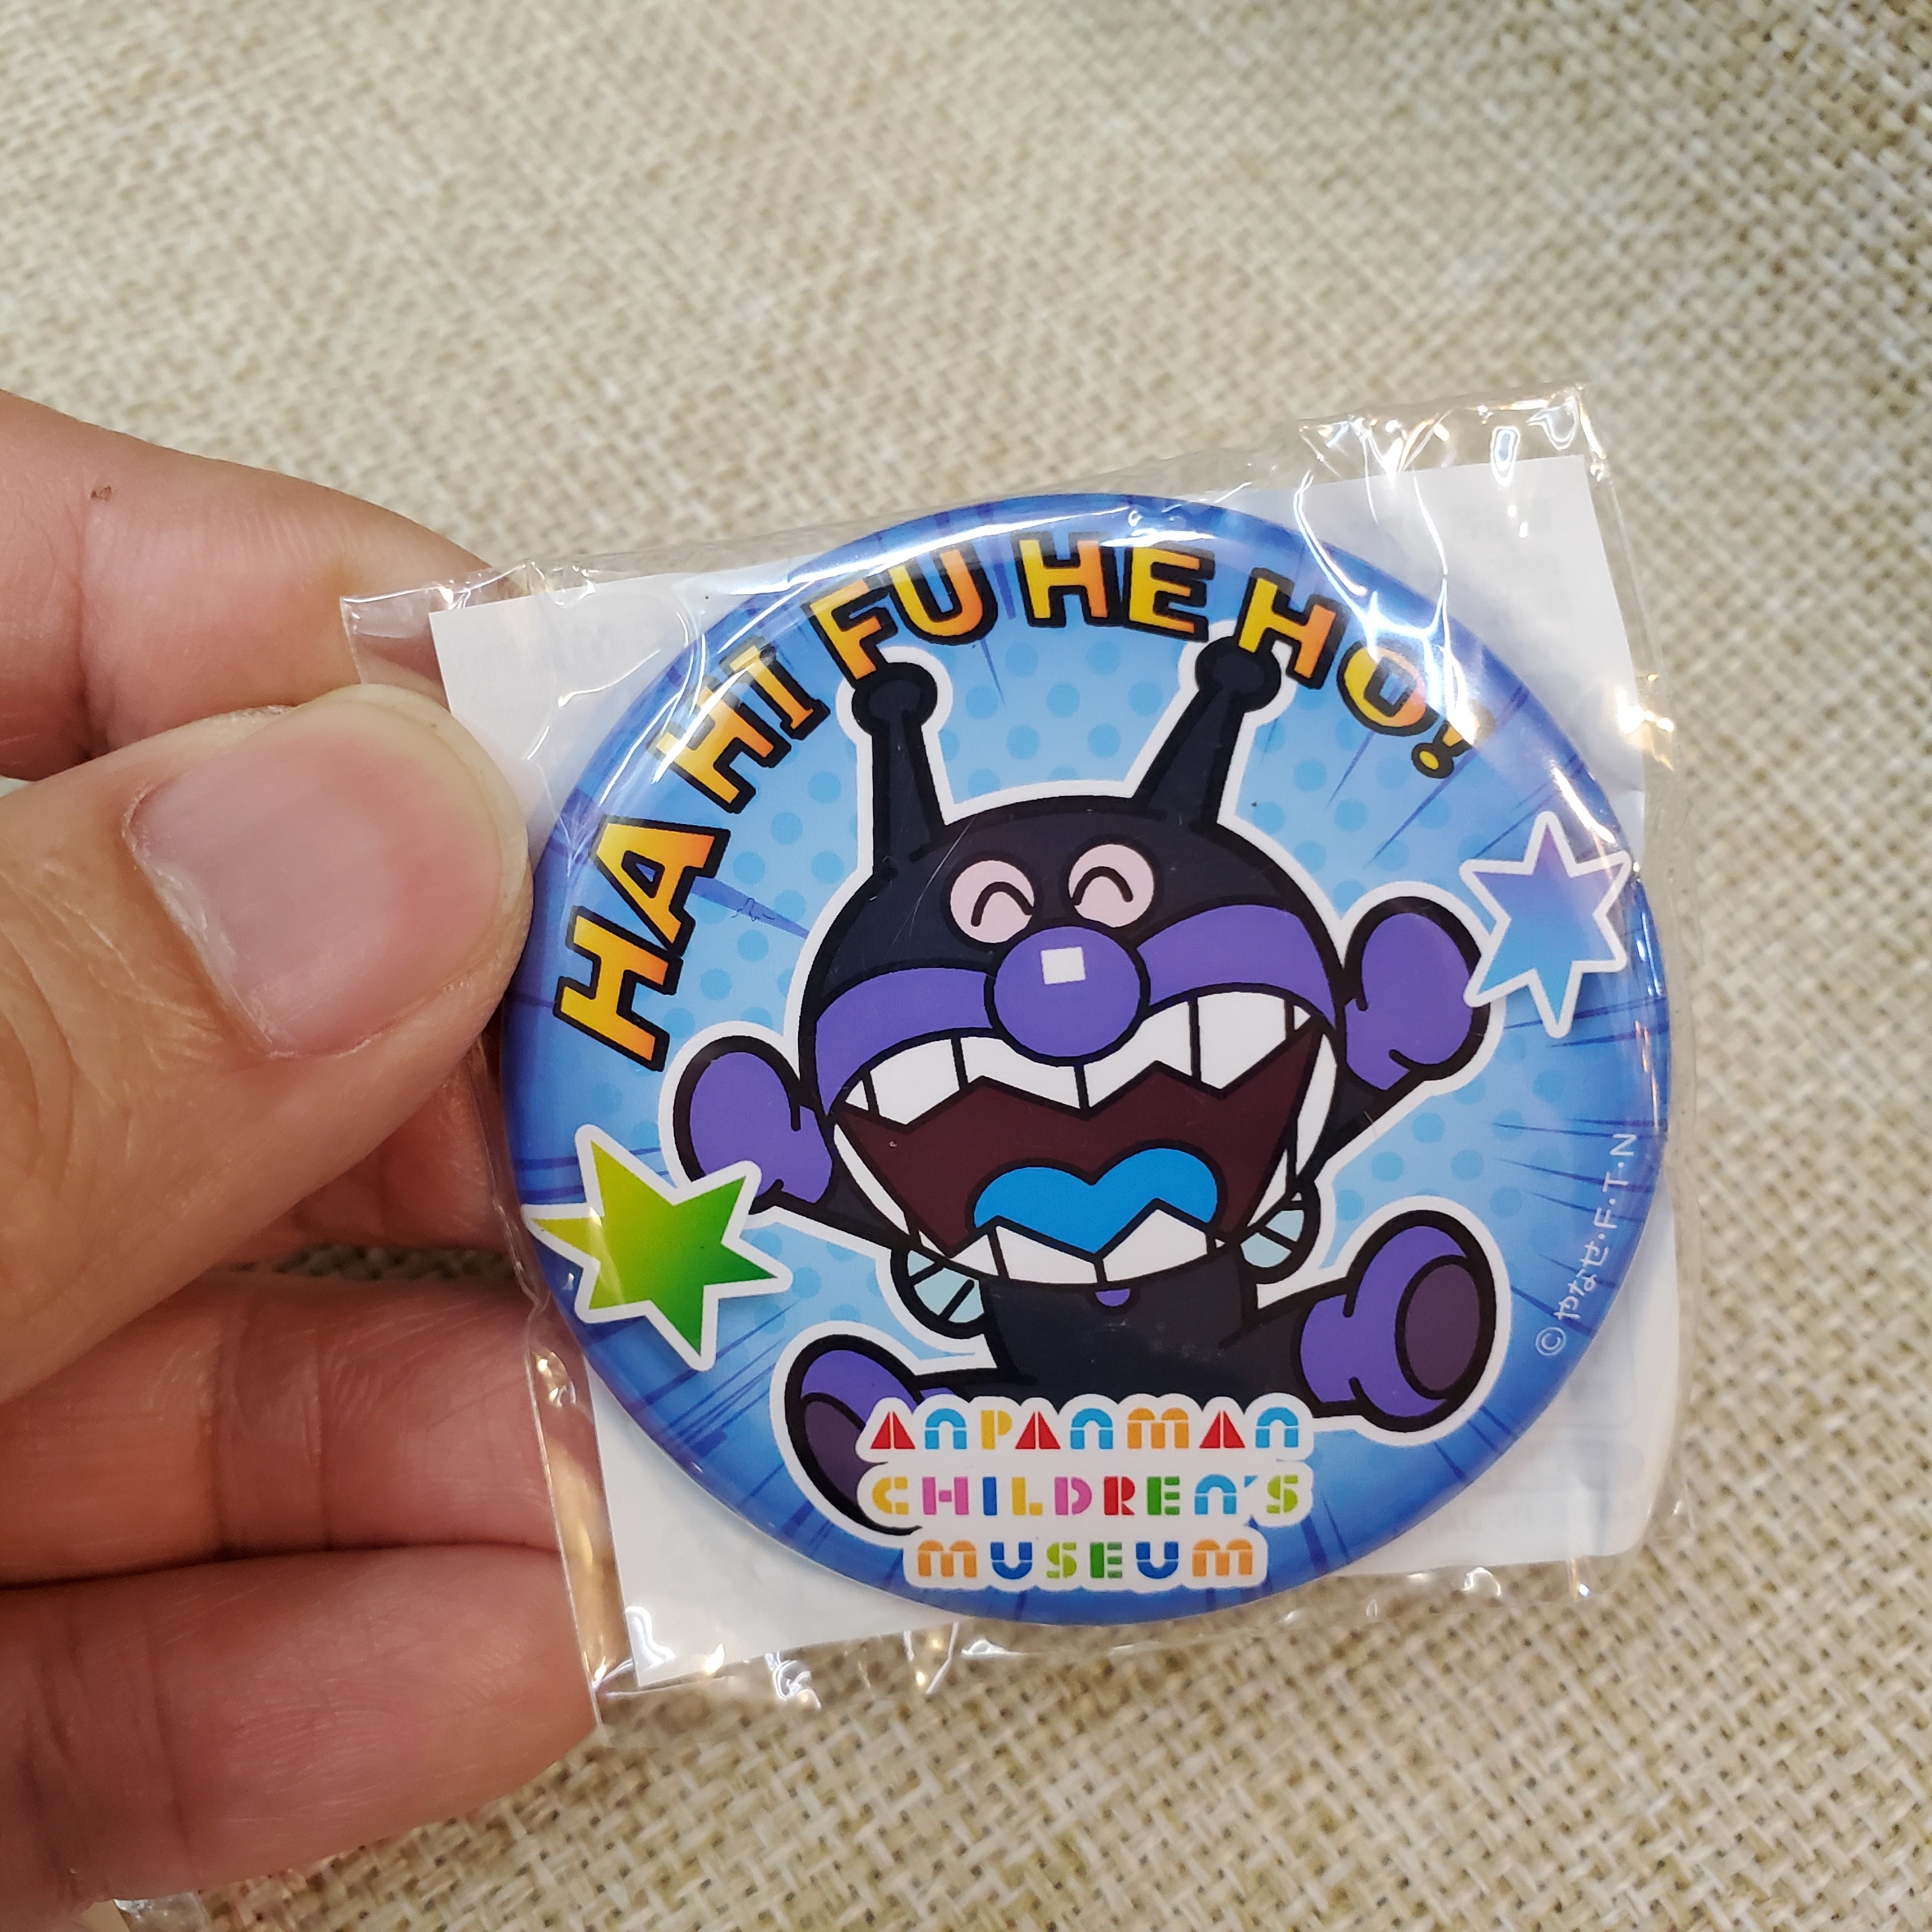 HA HI FU HE HO!
©やなせ・F・T・N
ANPANMAN
CHILDREN'S
MUSEUM